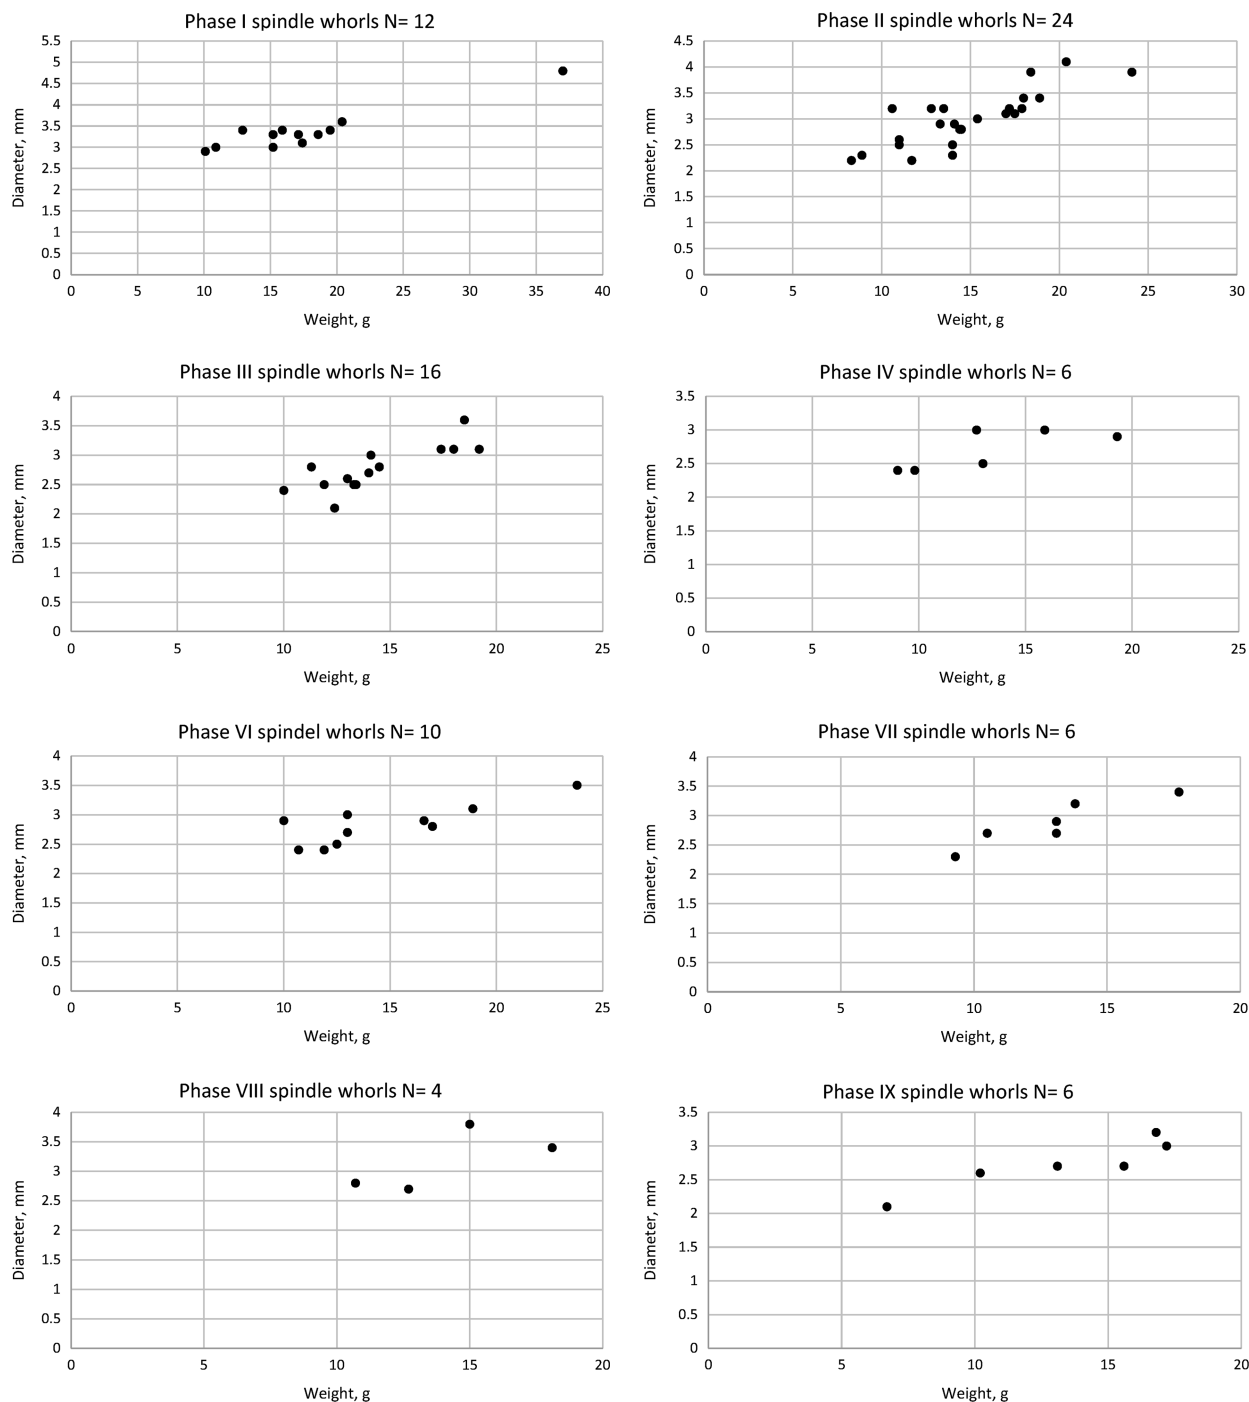 Phase I spindle whorls N= 12
5.5
5
4.5
4
3.5
3
2.5
2
1.5
1
0.5
0
Diameter, mm
0 5 10 15 20 25 30 35 40
Weight, g
Phase II spindle whorls N= 24
4.5
4
3.5
3
2.5
2
1.5
1
0.5
0
Diameter, mm
0 5 10 15 20 25 30
Weight, g
Phase III spindle whorls N= 16
4
3.5
3
2.5
2
1.5
1
0.5
0
Diameter, mm
0 5 10 15 20 25
Weight, g
Phase IV spindle whorls N= 6
3.5
3
2.5
2
1.5
1
0.5
0
Diameter, mm
0 5 10 15 20 25
Weight, g
Phase VI spindel whorls N= 10
4
3.5
3
2.5
2
1.5
1
0.5
0
Diameter, mm
0 5 10 15 20 25
Weight, g
Phase VII spindle whorls N= 6
4
3.5
3
2.5
2
1.5
1
0.5
0
Diameter, mm
0 5 10 15 20
Weight, g
Phase VIII spindle whorls N= 4
4
3.5
3
2.5
2
1.5
1
0.5
0
Diameter, mm
0 5 10 15 20
Weight, g
Phase IX spindle whorls N= 6
3.5
3
2.5
2
1.5
1
0.5
0
Diameter, mm
0 5 10 15 20
Weight, g